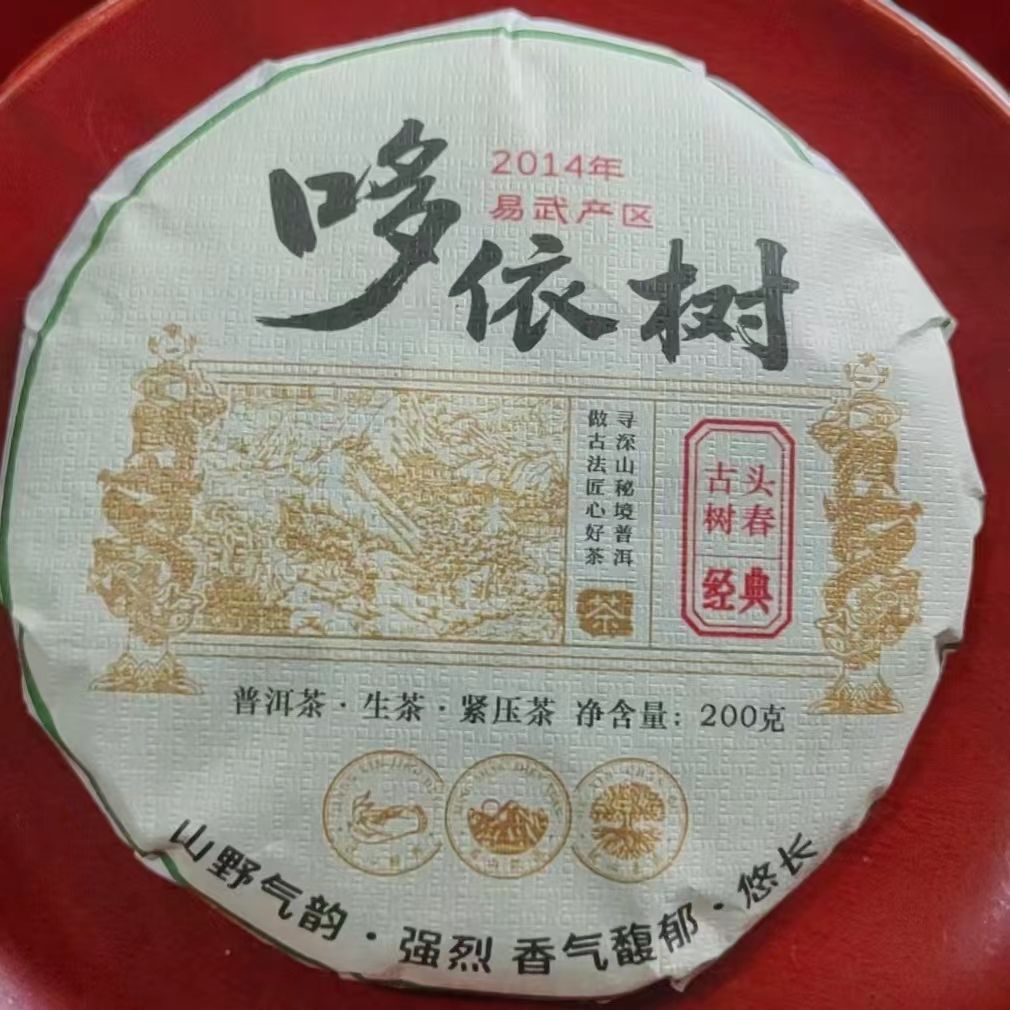 2014年
易武产区
哆依树
寻深山秘境普洱
做古法匠心好茶
茶
头春
古树
经典
普洱茶·生茶·紧压茶 净含量：200克
山野气韵·强烈 香气馥郁·悠长